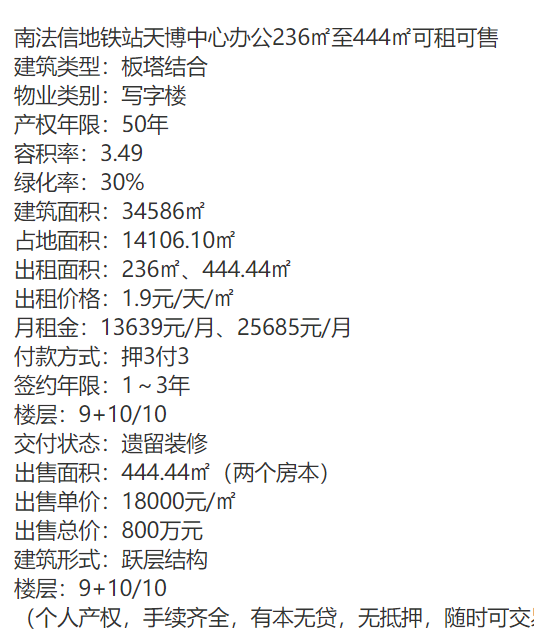 南法信地铁站天博中心办公236㎡至444㎡可租可售
建筑类型：板塔结合
物业类别：写字楼
产权年限：50年
容积率：3.49
绿化率：30%
建筑面积：34586㎡
占地面积：14106.10㎡
出租面积：236㎡、444.44㎡
出租价格：1.9元/天/㎡
月租金：13639元/月、25685元/月
付款方式：押3付3
签约年限：1～3年
楼层：9+10/10
交付状态：遗留装修
出售面积：444.44㎡（两个房本）
出售单价：18000元/㎡
出售总价：800万元
建筑形式：跃层结构
楼层：9+10/10
（个人产权，手续齐全，有本无贷，无抵押，随时可交易